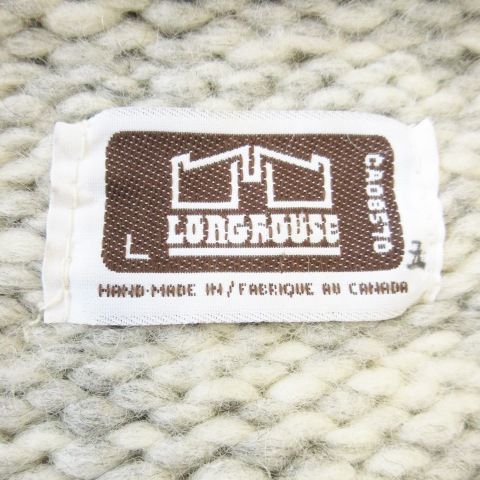 LONGHOUSE
L
CA08570
HAND·MADE IN/FABRIQUE AU CANADA